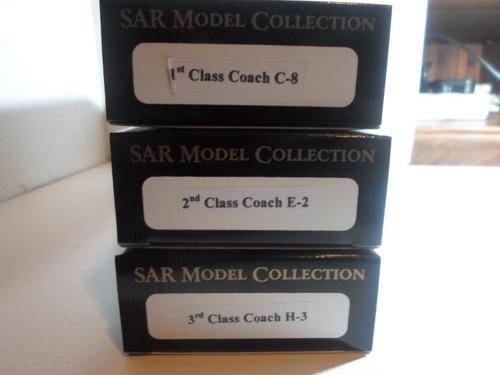 SAR MODEL COLLECTION
1st Class Coach C-8
SAR MODEL COLLECTION
2nd Class Coach E-2
SAR MODEL COLLECTION
3rd Class Coach H-3